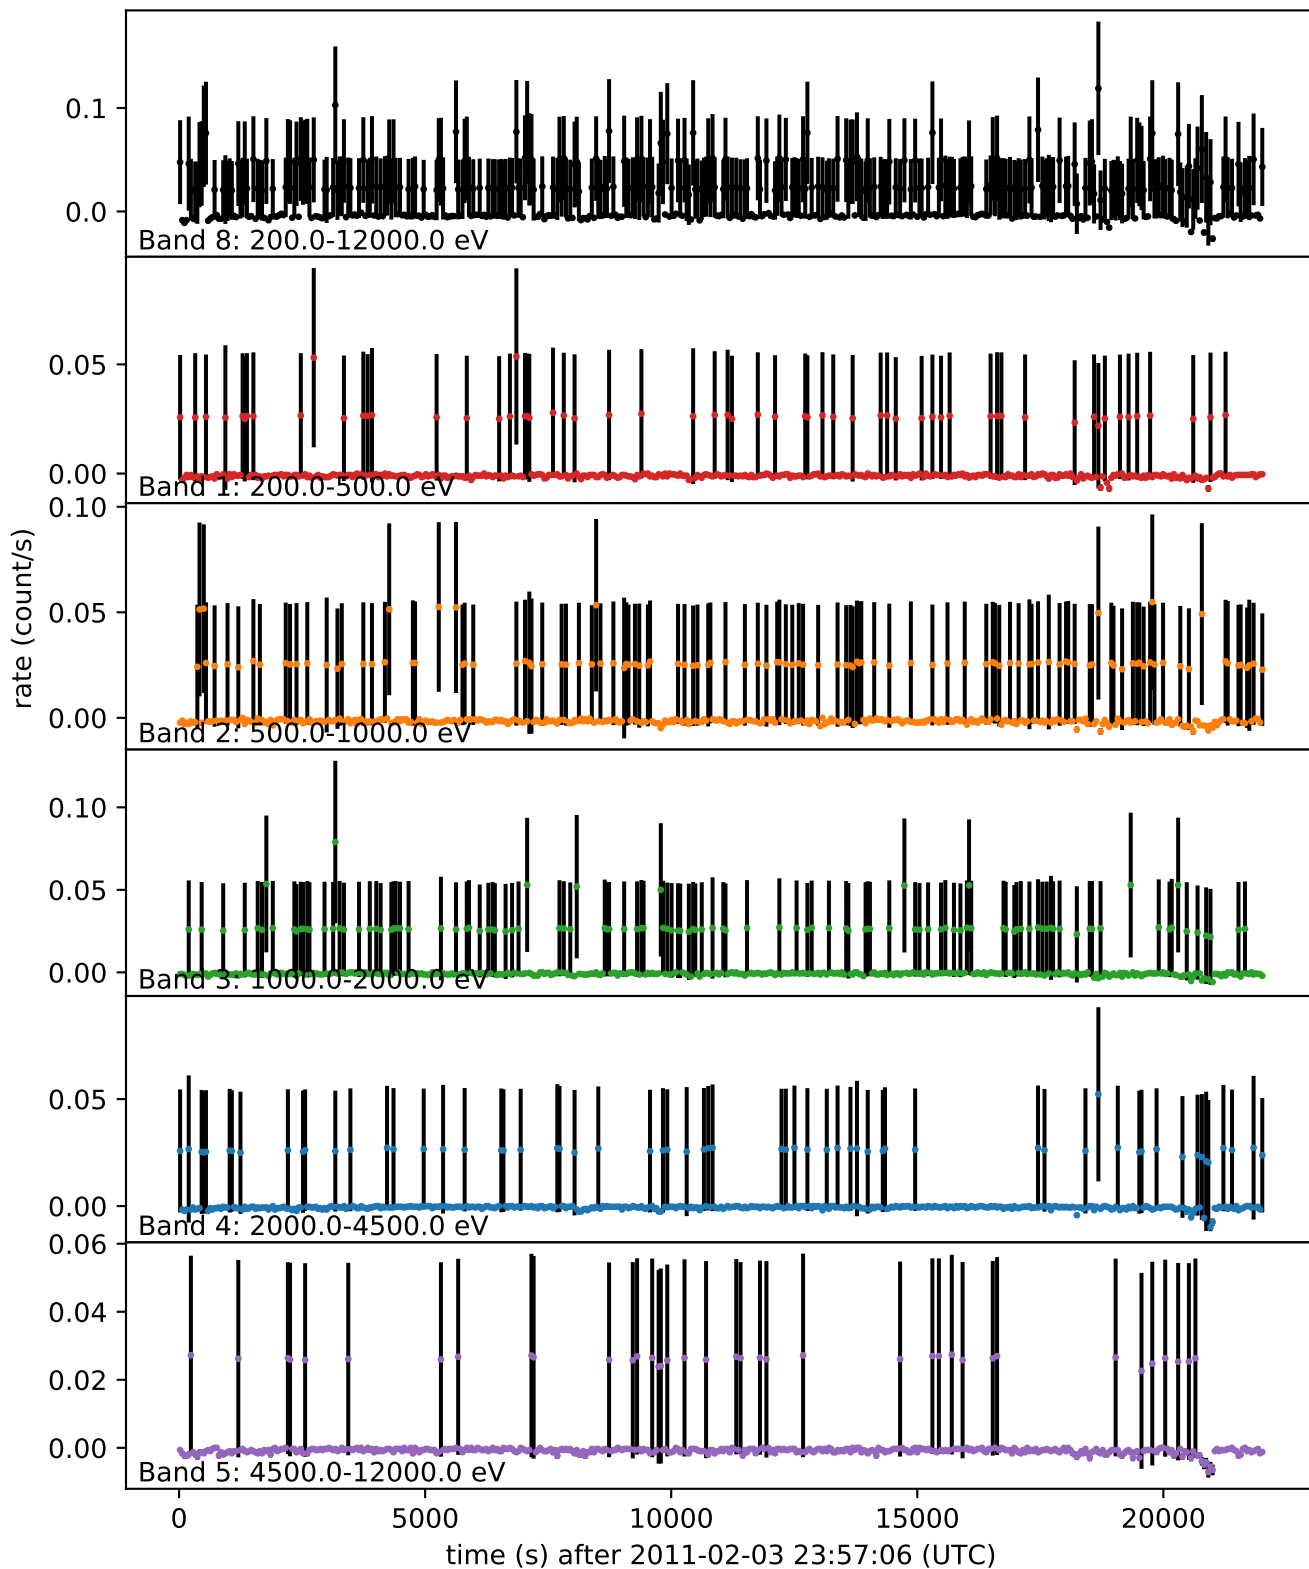 0.1
0.0
Band 8: 200.0-12000.0 eV
0.05
0.00
Band 1: 200.0-500.0 eV
0.10
0.05
0.00
Band 2: 500.0-1000.0 eV
rate (count/s)
0.10
0.05
0.00
Band 3: 1000.0-2000.0 eV
0.05
0.00
Band 4: 2000.0-4500.0 eV
0.06
0.04
0.02
0.00
Band 5: 4500.0-12000.0 eV
0 5000 10000 15000 20000
time (s) after 2011-02-03 23:57:06 (UTC)